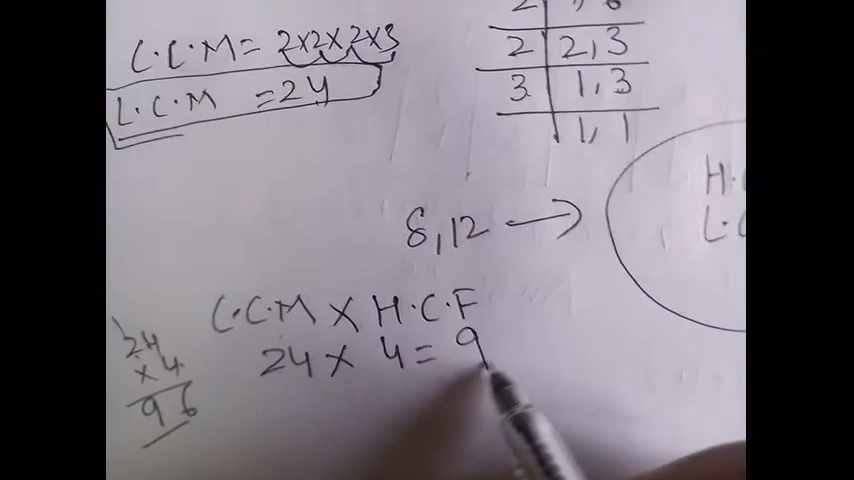 L.C.M = 2×2×2×3
L.C.M = 24
2 2, 3
3 1, 3
1, 1
8, 12 →
H.
L.C
L.C.M × H.C.F
24 × 4 = 9
24
× 4
96